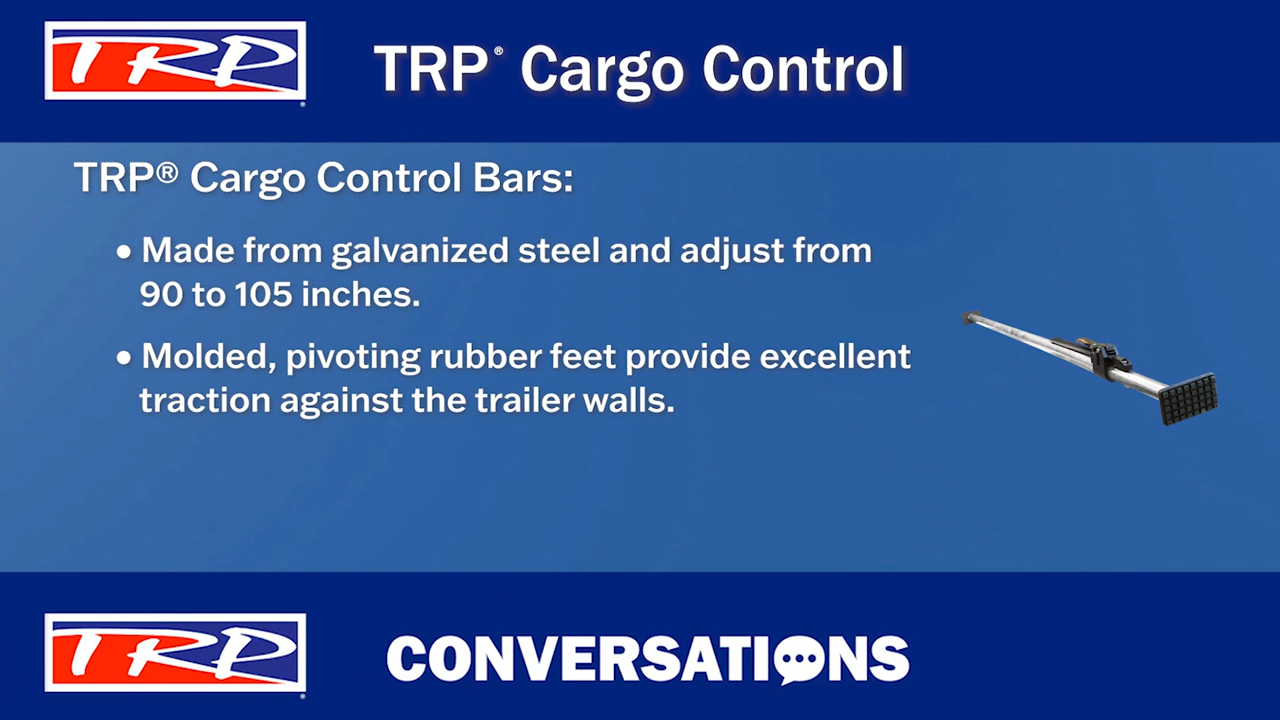 TRP
TRP® Cargo Control
TRP® Cargo Control Bars:
• Made from galvanized steel and adjust from
90 to 105 inches.
• Molded, pivoting rubber feet provide excellent
traction against the trailer walls.
TRP
CONVERSATIONS